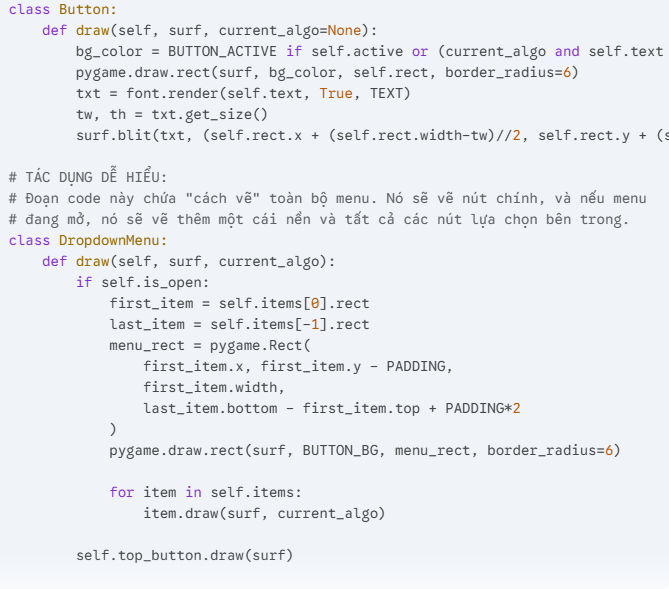 class Button:
    def draw(self, surf, current_algo=None):
        bg_color = BUTTON_ACTIVE if self.active or (current_algo and self.text
        pygame.draw.rect(surf, bg_color, self.rect, border_radius=6)
        txt = font.render(self.text, True, TEXT)
        tw, th = txt.get_size()
        surf.blit(txt, (self.rect.x + (self.rect.width-tw)//2, self.rect.y + (s
# TÁC DỤNG DỄ HIỂU:
# Đoạn code này chứa "cách vẽ" toàn bộ menu. Nó sẽ vẽ nút chính, và nếu menu
# đang mở, nó sẽ vẽ thêm một cái nền và tất cả các nút lựa chọn bên trong.
class DropdownMenu:
    def draw(self, surf, current_algo):
        if self.is_open:
            first_item = self.items[0].rect
            last_item = self.items[-1].rect
            menu_rect = pygame.Rect(
                first_item.x, first_item.y - PADDING,
                first_item.width,
                last_item.bottom - first_item.top + PADDING*2
            )
            pygame.draw.rect(surf, BUTTON_BG, menu_rect, border_radius=6)
            for item in self.items:
                item.draw(surf, current_algo)
        self.top_button.draw(surf)